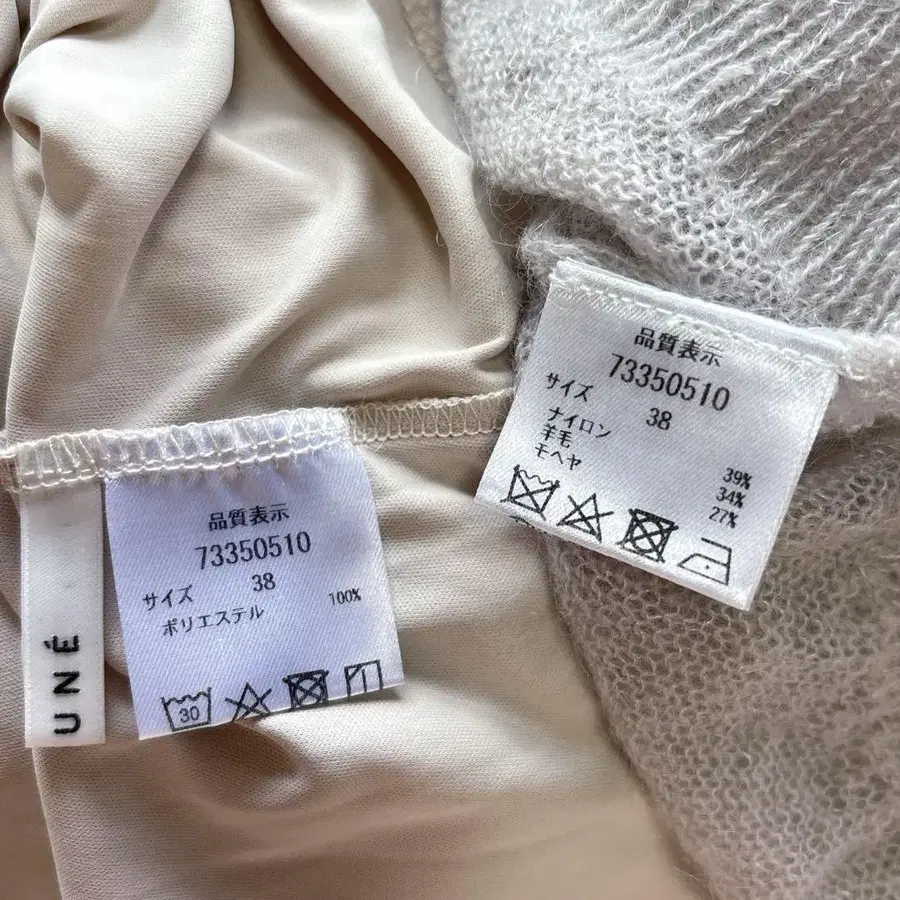 UNÉ
品質表示
73350510
サイズ 38
ポリエステル 100%
30
品質表示
73350510
サイズ 38
ナイロン 39%
羊毛 34%
モヘヤ 27%